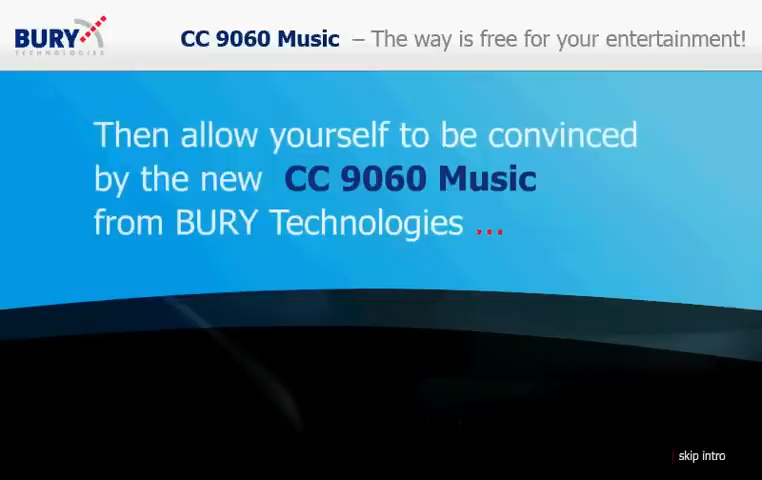 BURY
TECHNOLOGIES
CC 9060 Music – The way is free for your entertainment!
Then allow yourself to be convinced
by the new CC 9060 Music
from BURY Technologies ...
skip intro